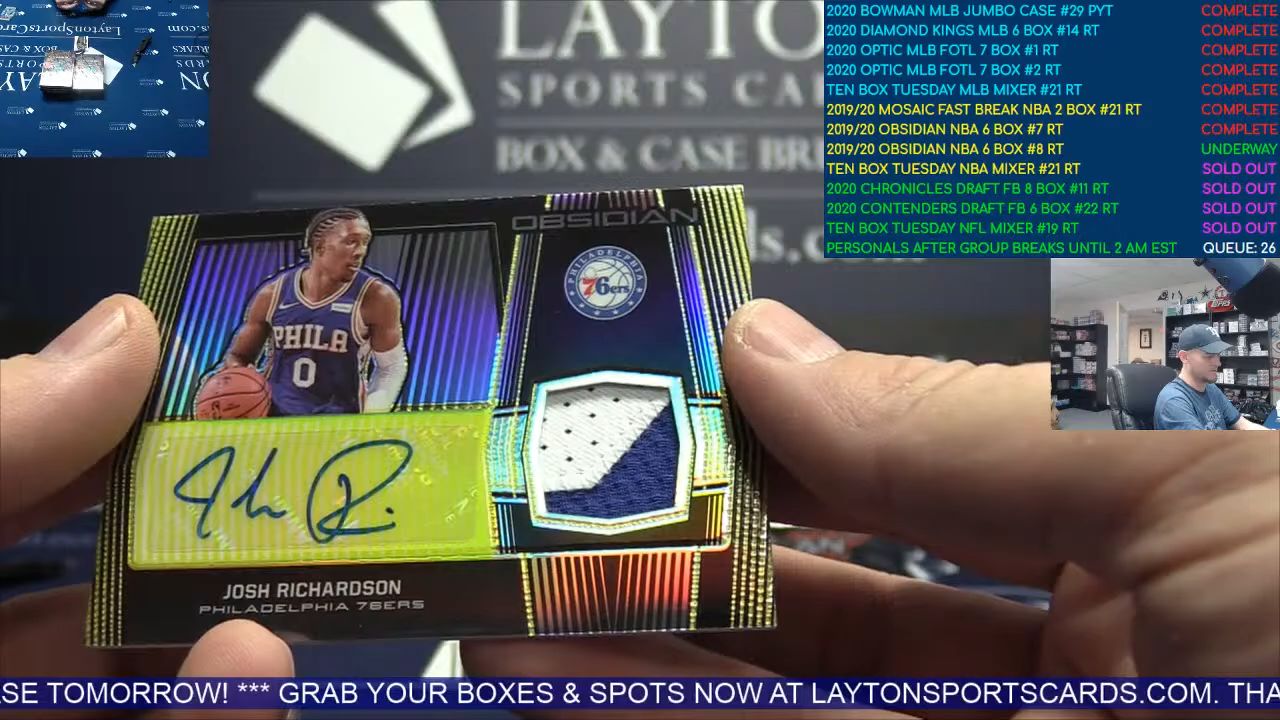 2020 BOWMAN MLB JUMBO CASE #29 PYT COMPLETE
2020 DIAMOND KINGS MLB 6 BOX #14 RT COMPLETE
2020 OPTIC MLB FOTL 7 BOX #1 RT COMPLETE
2020 OPTIC MLB FOTL 7 BOX #2 RT COMPLETE
TEN BOX TUESDAY MLB MIXER #21 RT COMPLETE
2019/20 MOSAIC FAST BREAK NBA 2 BOX #21 RT COMPLETE
2019/20 OBSIDIAN NBA 6 BOX #7 RT COMPLETE
2019/20 OBSIDIAN NBA 6 BOX #8 RT UNDERWAY
TEN BOX TUESDAY NBA MIXER #21 RT SOLD OUT
2020 CHRONICLES DRAFT FB 8 BOX #11 RT SOLD OUT
2020 CONTENDERS DRAFT FB 6 BOX #22 RT SOLD OUT
TEN BOX TUESDAY NFL MIXER #19 RT SOLD OUT
PERSONALS AFTER GROUP BREAKS UNTIL 2 AM EST QUEUE: 26
LAYTO
SPORTS CA
BOX & CASE BR
OBSIDIAN
PHILADELPHIA
76ers
PHILA
0
JOSH RICHARDSON
PHILADELPHIA 76ERS
SE TOMORROW! *** GRAB YOUR BOXES & SPOTS NOW AT LAYTONSPORTSCARDS.COM. THA